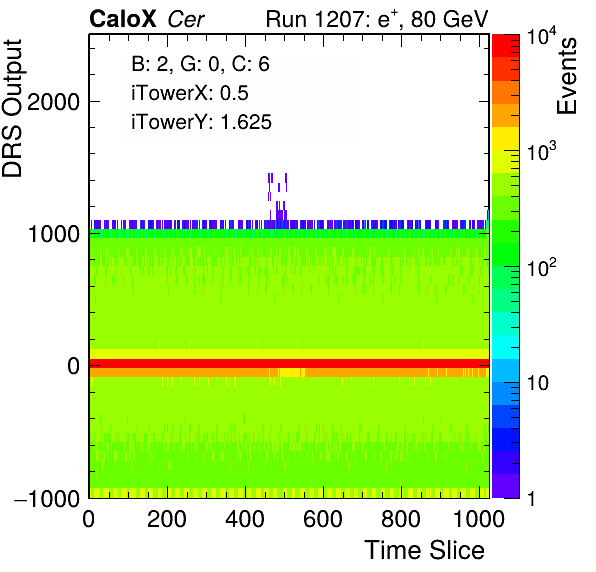 CaloX Cer Run 1207: e+, 80 GeV
B: 2, G: 0, C: 6
iTowerX: 0.5
iTowerY: 1.625
DRS Output
2000
1000
0
−1000
0 200 400 600 800 1000
Time Slice
Events
10^4
10^3
10^2
10
1